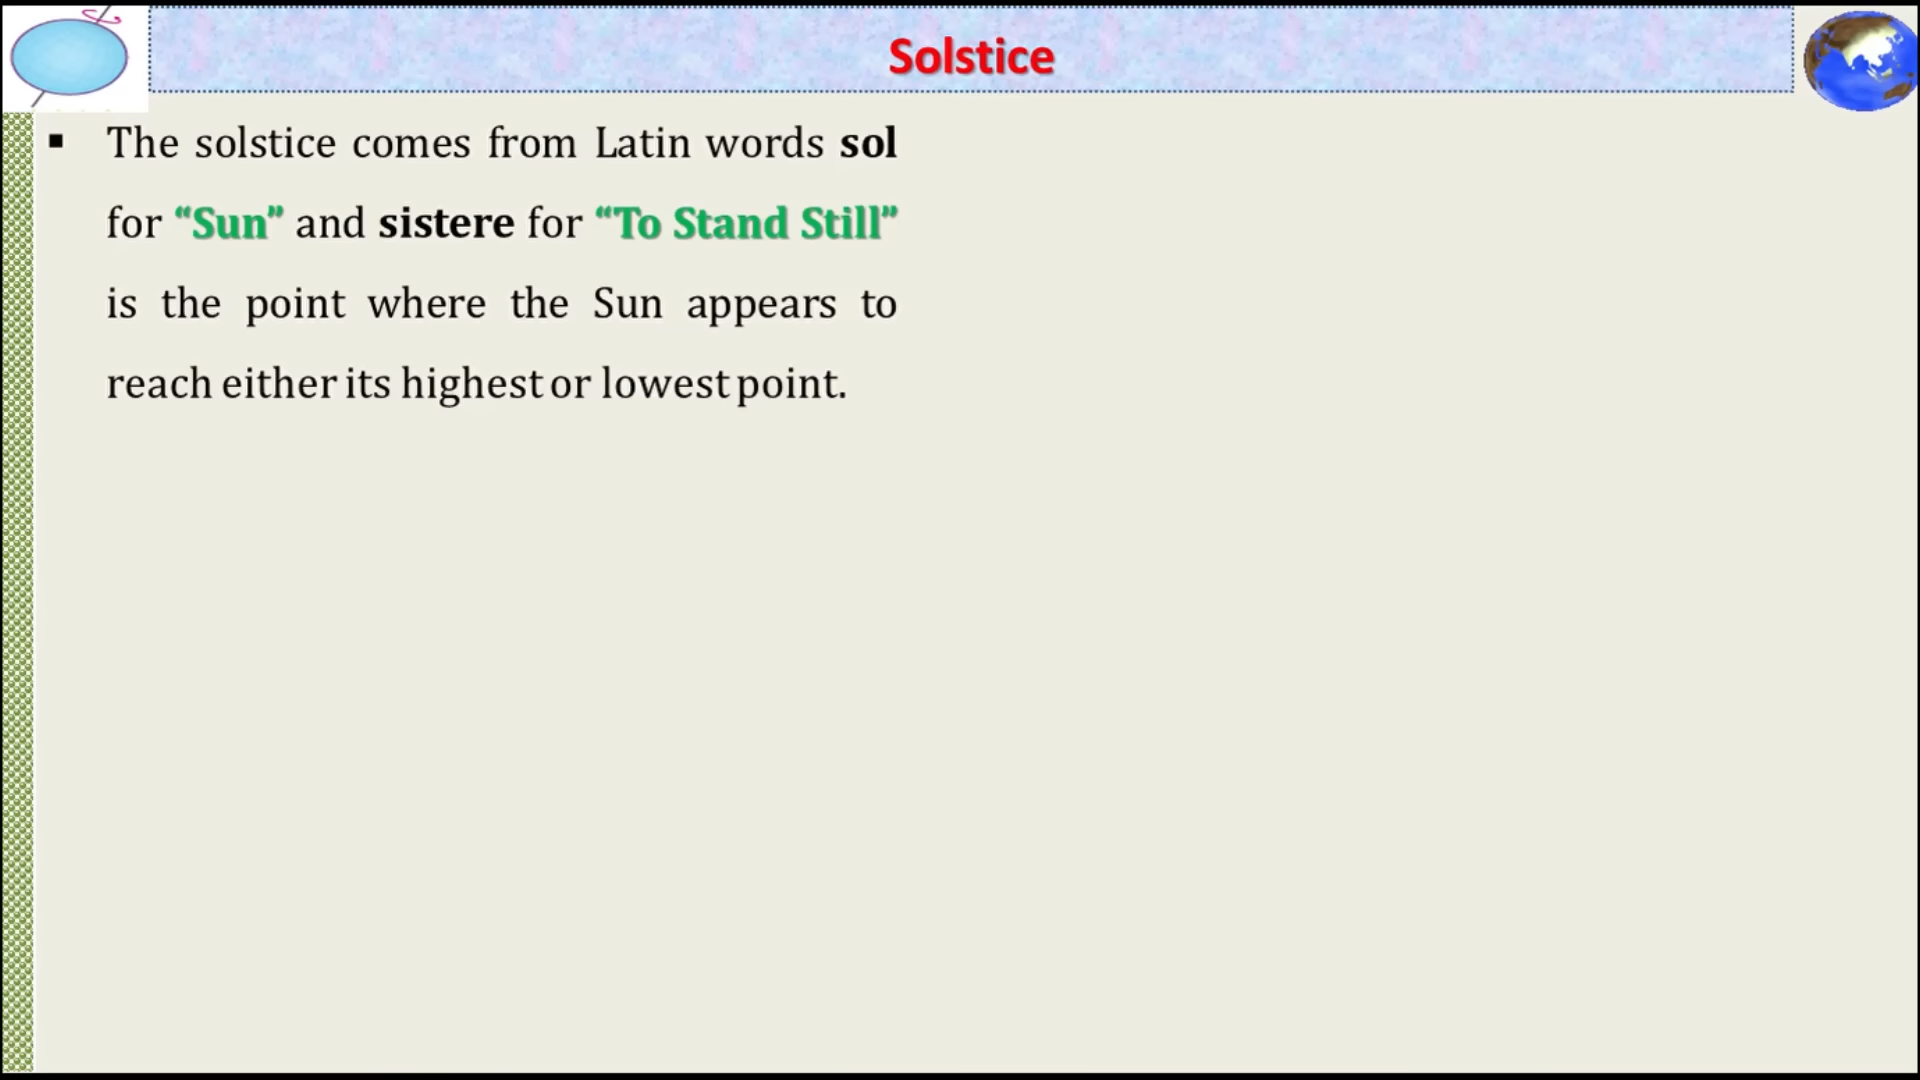 Solstice
▪ The solstice comes from Latin words sol
for “Sun” and sistere for “To Stand Still”
is the point where the Sun appears to
reach either its highest or lowest point.